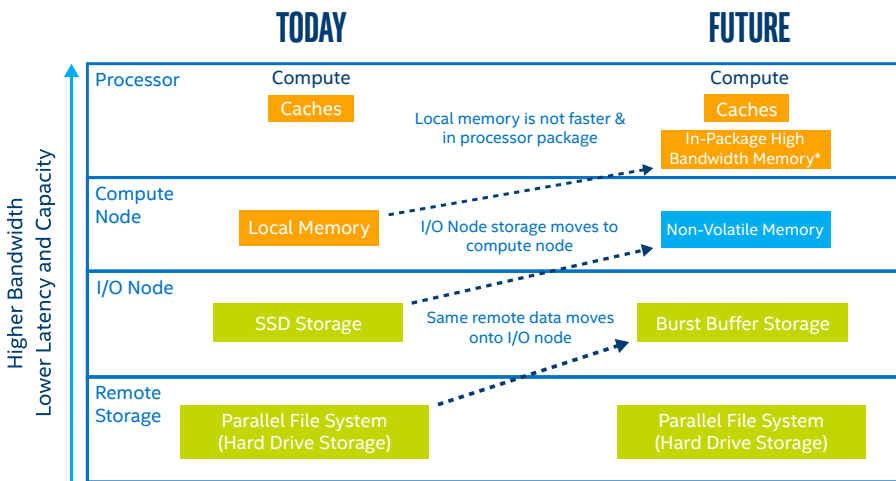 TODAY
FUTURE
Higher Bandwidth
Lower Latency and Capacity
Processor
Compute
Caches
Local memory is not faster &
in processor package
Compute
Caches
In-Package High
Bandwidth Memory*
Compute
Node
Local Memory
I/O Node storage moves to
compute node
Non-Volatile Memory
I/O Node
SSD Storage
Same remote data moves
onto I/O node
Burst Buffer Storage
Remote
Storage
Parallel File System
(Hard Drive Storage)
Parallel File System
(Hard Drive Storage)